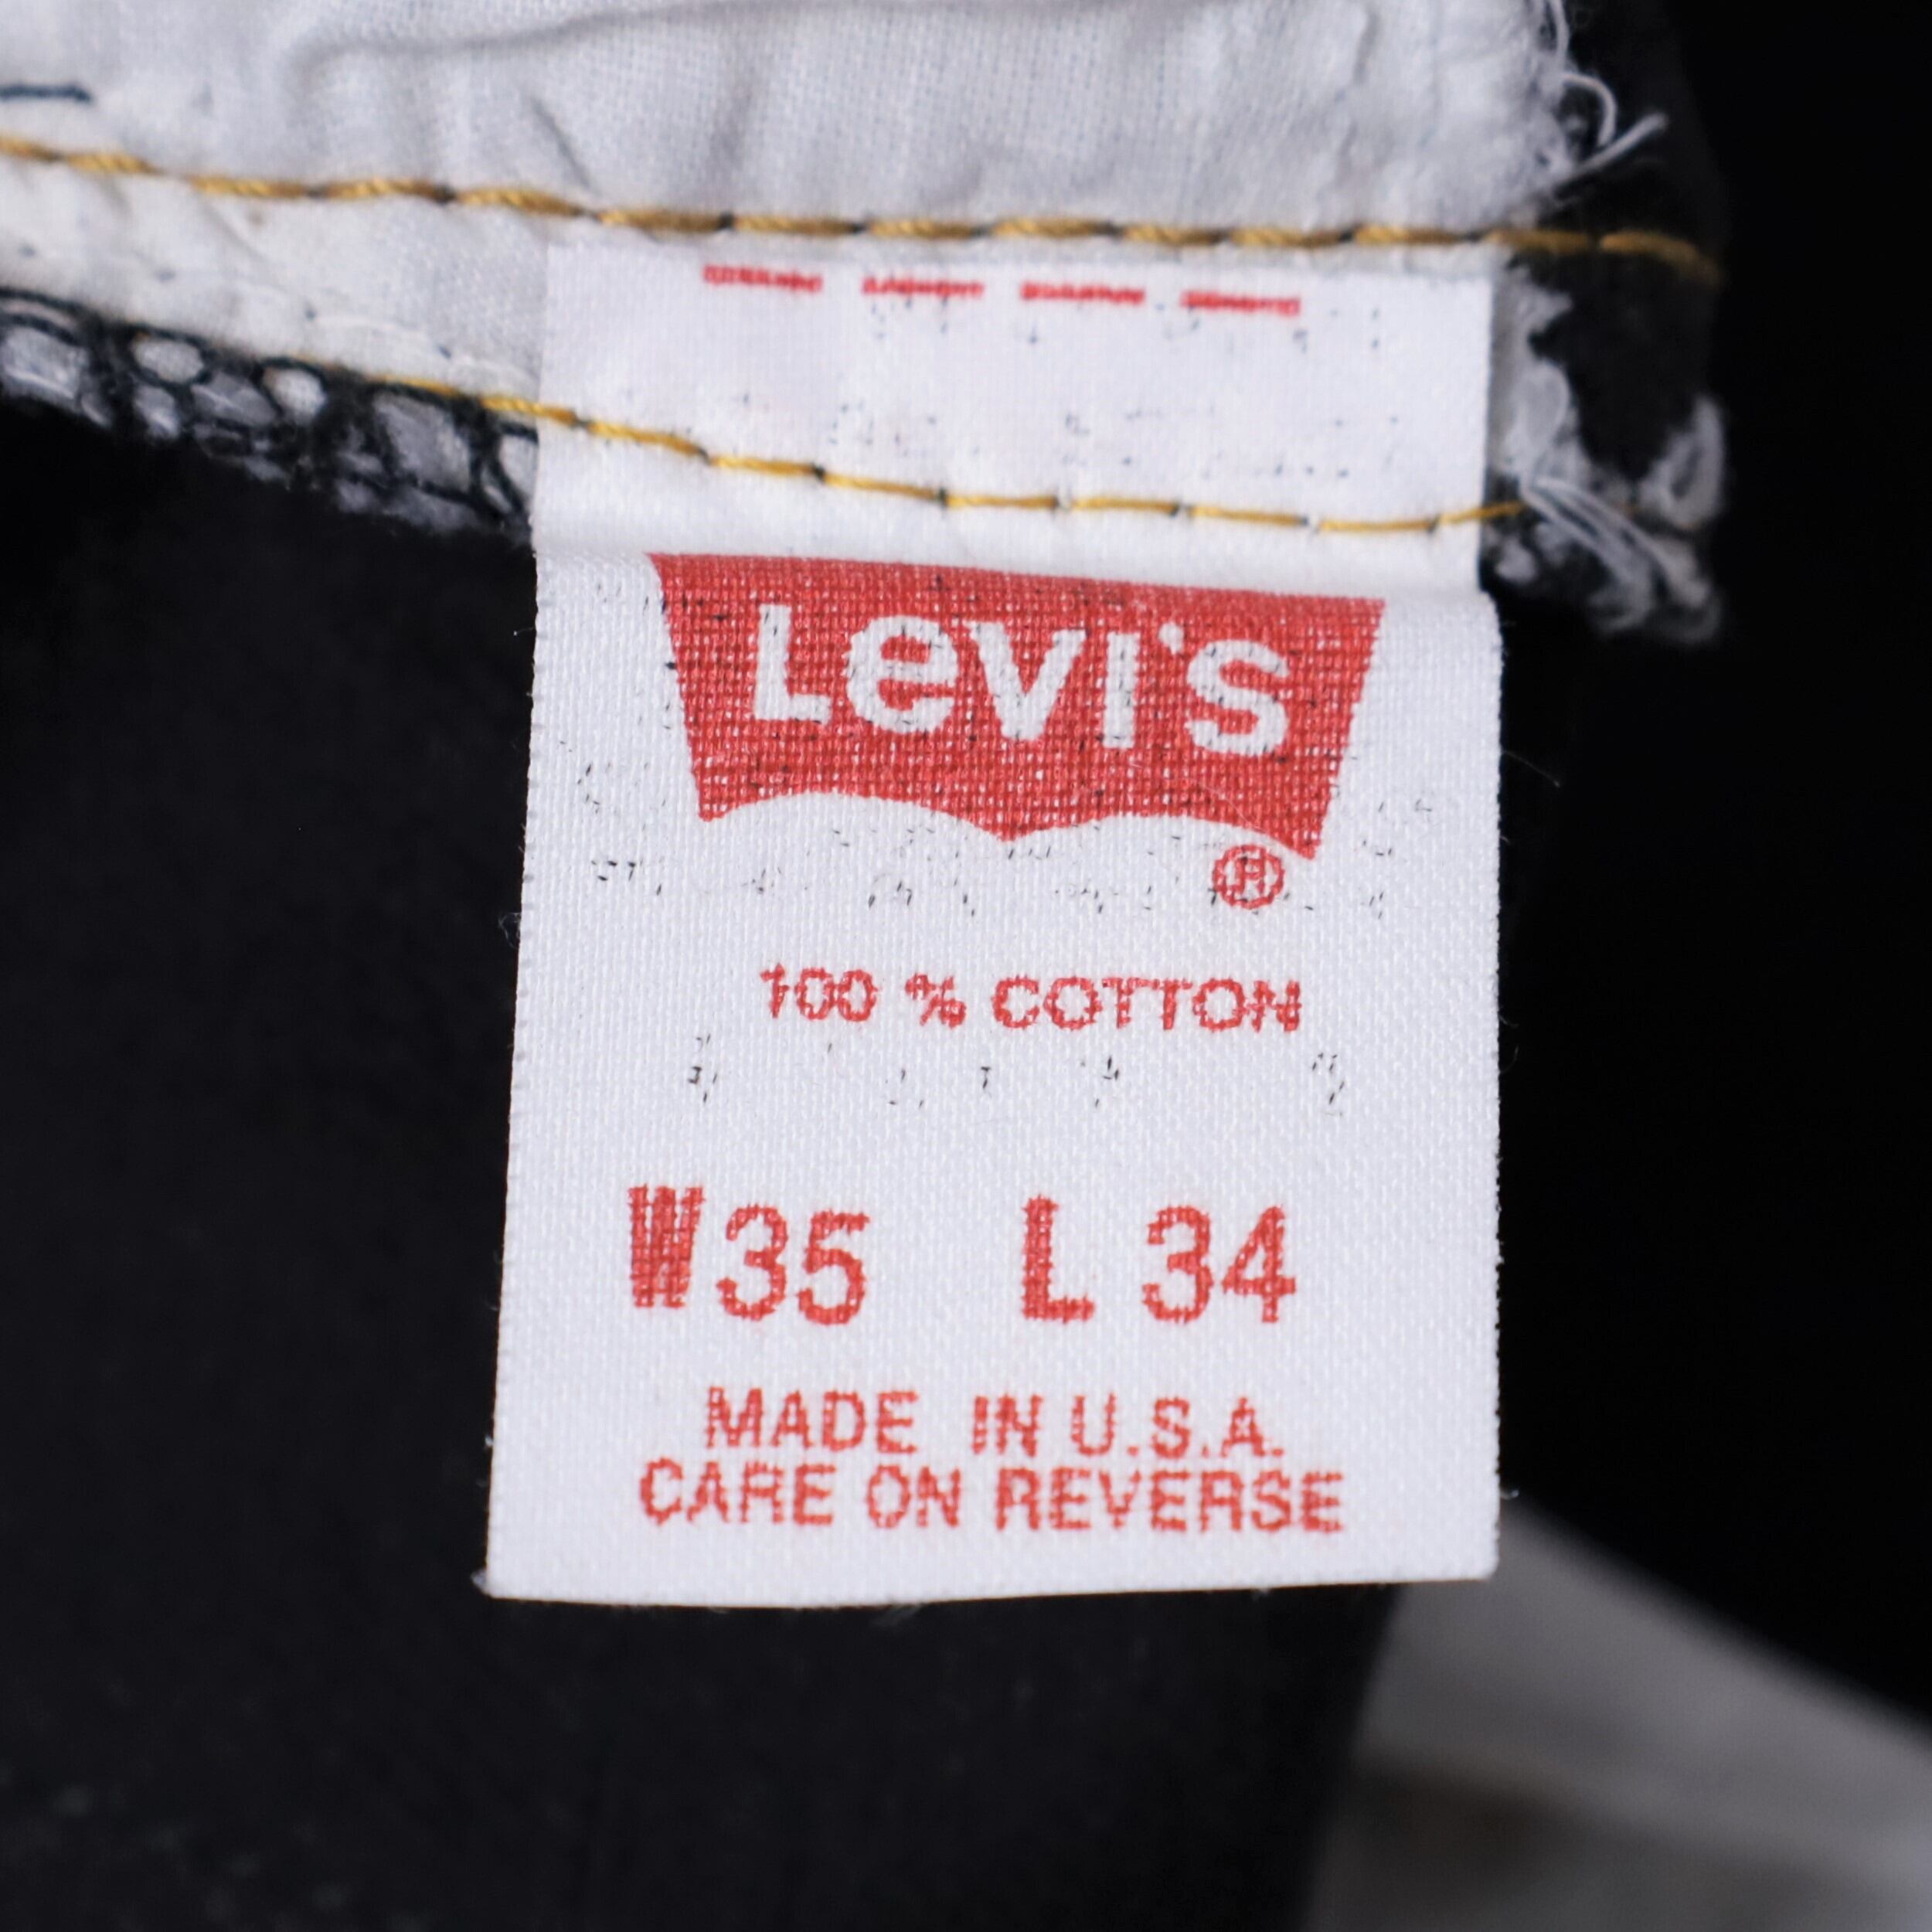 Levi's
®
100 % COTTON
W35 L 34
MADE IN U.S.A.
CARE ON REVERSE